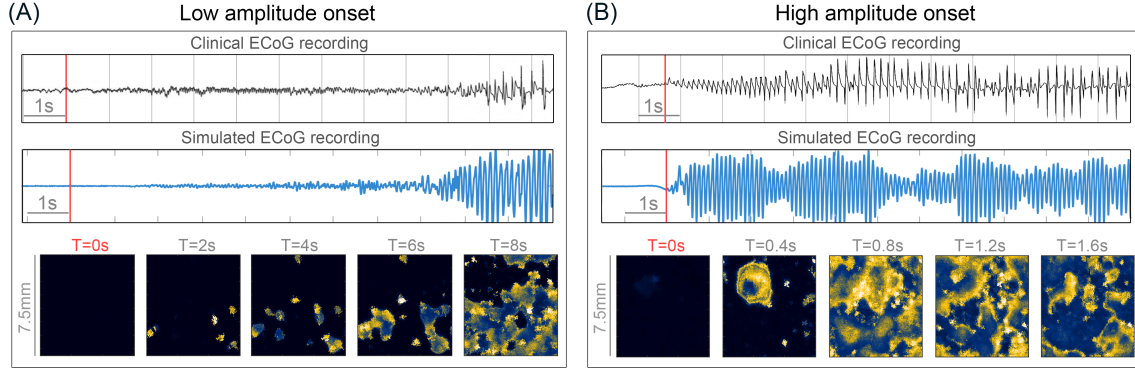 (A) Low amplitude onset
Clinical ECoG recording
1s
Simulated ECoG recording
1s
T=0s T=2s T=4s T=6s T=8s
7.5mm
(B) High amplitude onset
Clinical ECoG recording
1s
Simulated ECoG recording
1s
T=0s T=0.4s T=0.8s T=1.2s T=1.6s
7.5mm